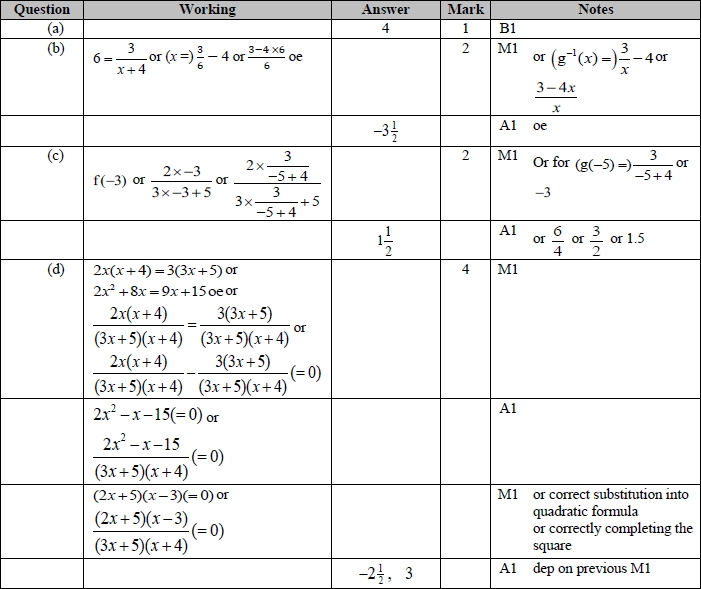 Question Working Answer Mark Notes
(a) 4 1 B1
(b) 6 = 3/(x+4) or (x =) 3/6 − 4 or (3−4×6)/6 oe 2 M1 or (g⁻¹(x) =) 3/x − 4 or
(3−4x)/x
−3½ A1 oe
(c) f(−3) or (2×−3)/(3×−3+5) or (2×3/(−5+4))/(3×3/(−5+4)+5) 2 M1 Or for (g(−5) =) 3/(−5+4) or
−3
1½ A1 or 6/4 or 3/2 or 1.5
(d) 2x(x+4) = 3(3x+5) or 4 M1
2x² + 8x = 9x + 15 oe or
2x(x+4)/((3x+5)(x+4)) = 3(3x+5)/((3x+5)(x+4)) or
2x(x+4)/((3x+5)(x+4)) − 3(3x+5)/((3x+5)(x+4)) (= 0)
2x² − x − 15(= 0) or A1
(2x² − x − 15)/((3x+5)(x+4)) (= 0)
(2x+5)(x−3)(= 0) or M1 or correct substitution into
quadratic formula
(2x+5)(x−3)/((3x+5)(x+4)) (= 0) or correctly completing the
square
−2½, 3 A1 dep on previous M1